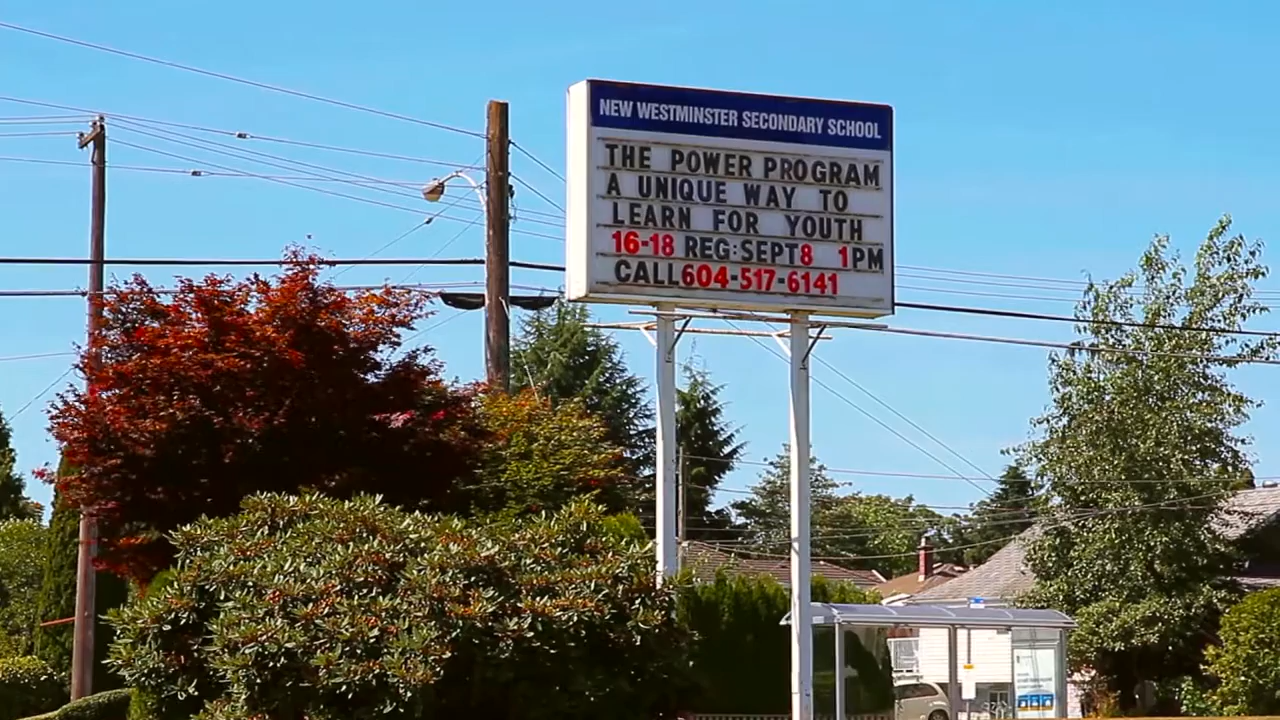 NEW WESTMINSTER SECONDARY SCHOOL
THE POWER PROGRAM
A UNIQUE WAY TO
LEARN FOR YOUTH
16-18 REG:SEPT8 1PM
CALL604-517-6141